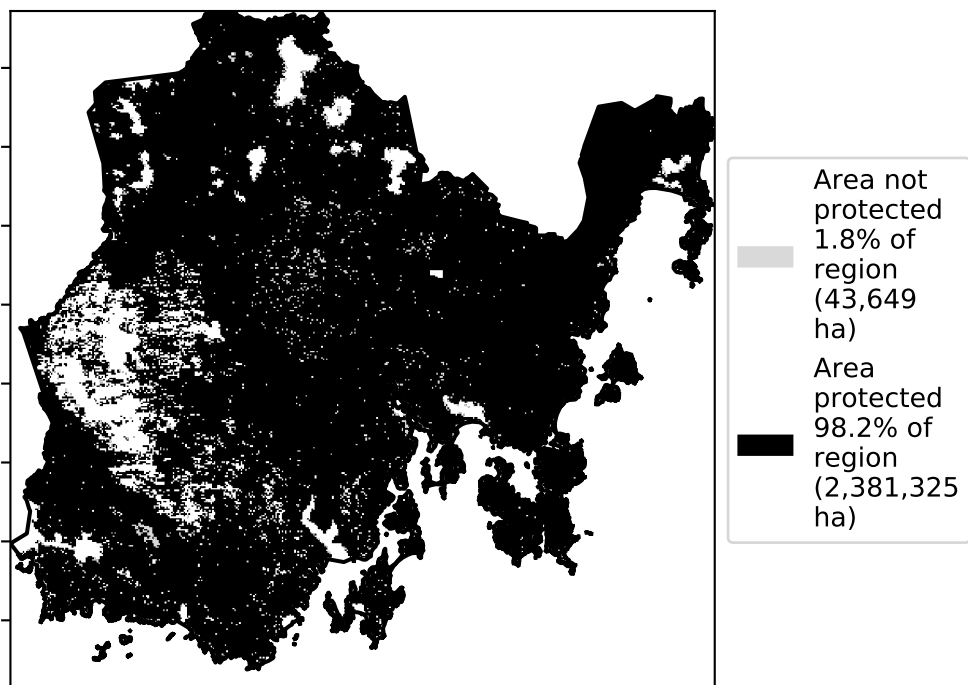 Area not
protected
1.8% of
region
(43,649
ha)
Area
protected
98.2% of
region
(2,381,325
ha)